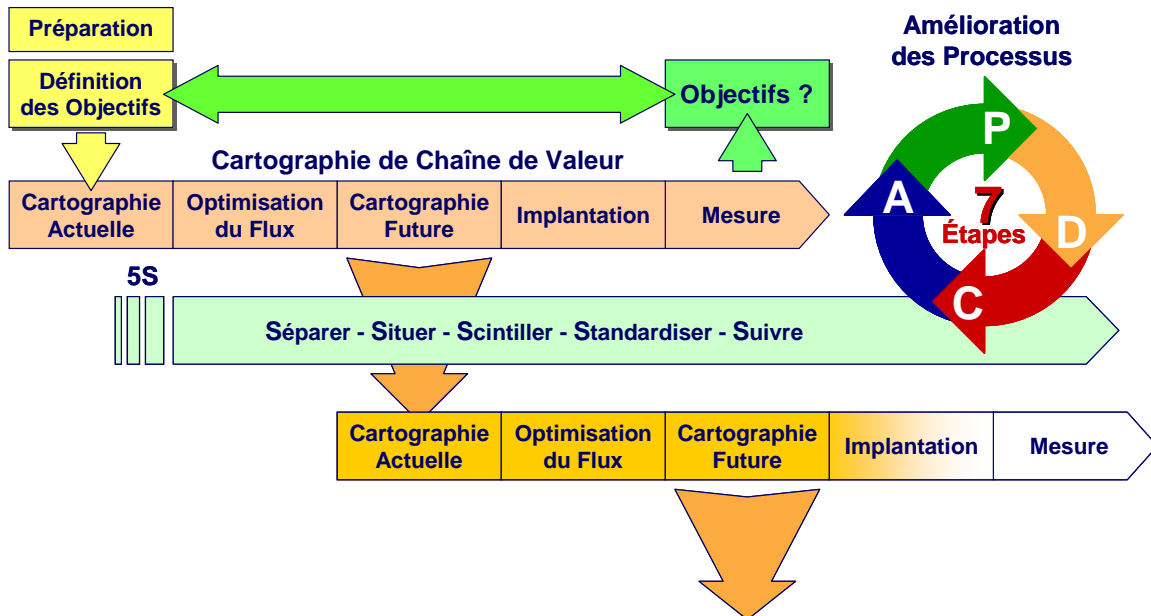 Préparation
Amélioration
des Processus
Définition
des Objectifs
Objectifs ?
P
Cartographie de Chaîne de Valeur
Cartographie
Actuelle
Optimisation
du Flux
Cartographie
Future
Implantation
Mesure
A
7
Étapes
D
C
5S
Séparer - Situer - Scintiller - Standardiser - Suivre
Cartographie
Actuelle
Optimisation
du Flux
Cartographie
Future
Implantation
Mesure